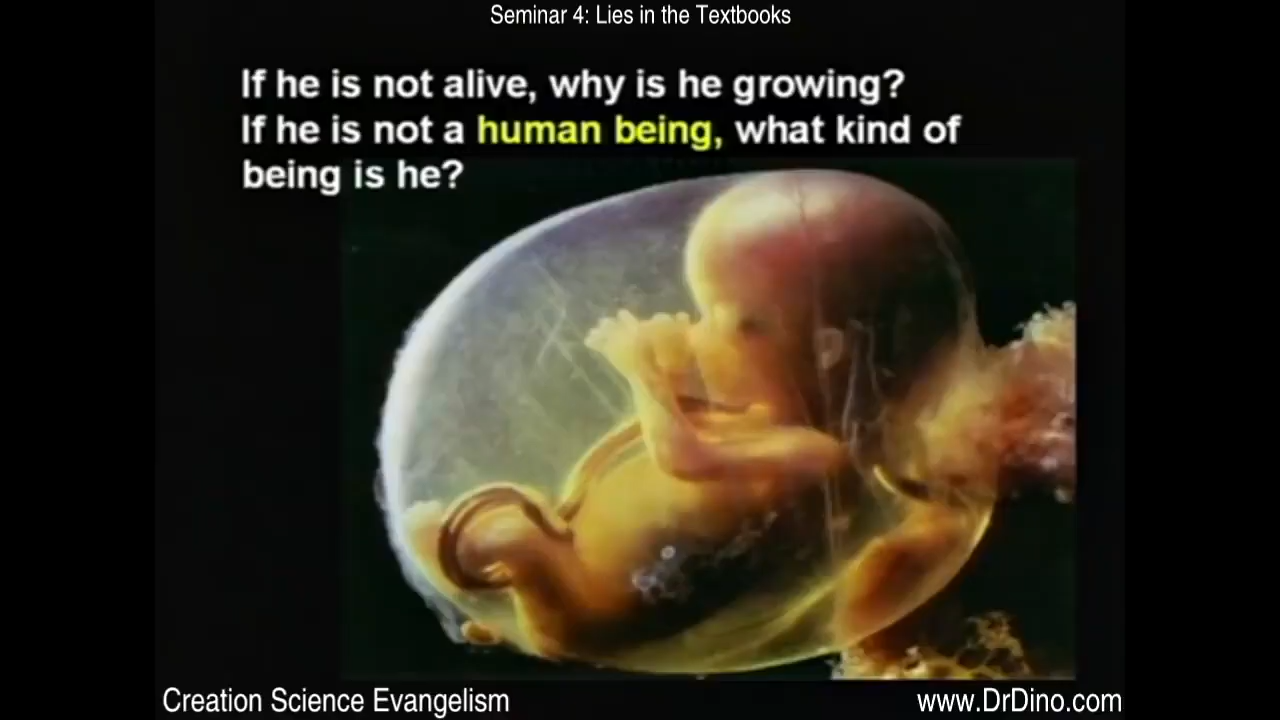 Seminar 4: Lies in the Textbooks
If he is not alive, why is he growing?
If he is not a human being, what kind of
being is he?
Creation Science Evangelism
www.DrDino.com